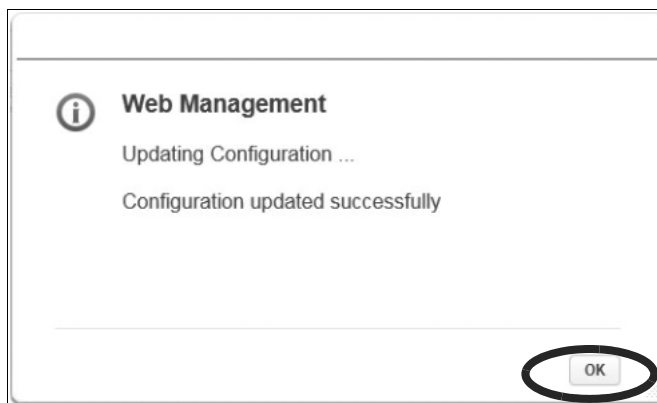 Web Management
Updating Configuration ...
Configuration updated successfully
OK